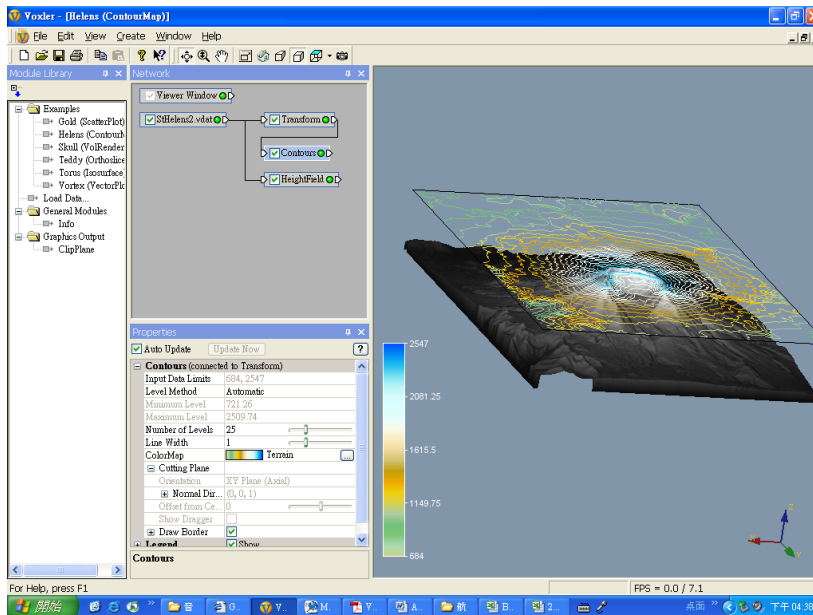 Voxler - [Helens (ContourMap)]
File Edit View Create Window Help
Module Library
Examples
Gold (ScatterPlot)
Helens (Contour
Skull (VolRender
Teddy (Orthoslice
Torus (Isosurface
Vortex (VectorPlo
Load Data...
General Modules
Info
Graphics Output
ClipPlane
Network
Viewer Window
StHelens2.vdat
Transform
Contours
HeightField
Properties
Auto Update Update Now ?
Contours (connected to Transform)
Input Data Limits 684, 2547
Level Method Automatic
Minimum Level 721.26
Maximum Level 2509.74
Number of Levels 25
Line Width 1
ColorMap Terrain ...
Cutting Plane
Orientation XY Plane (Axial)
Normal Dir... (0, 0, 1)
Offset from Ce... 0
Show Dragger
Draw Border
Legend Show
Contours
2547
2081.25
1615.5
1149.75
684
For Help, press F1
FPS = 0.0 / 7.1
開始 音 G.. V.. M.. V.. A.. 航 B.. 2... 桌面 下午 04:38